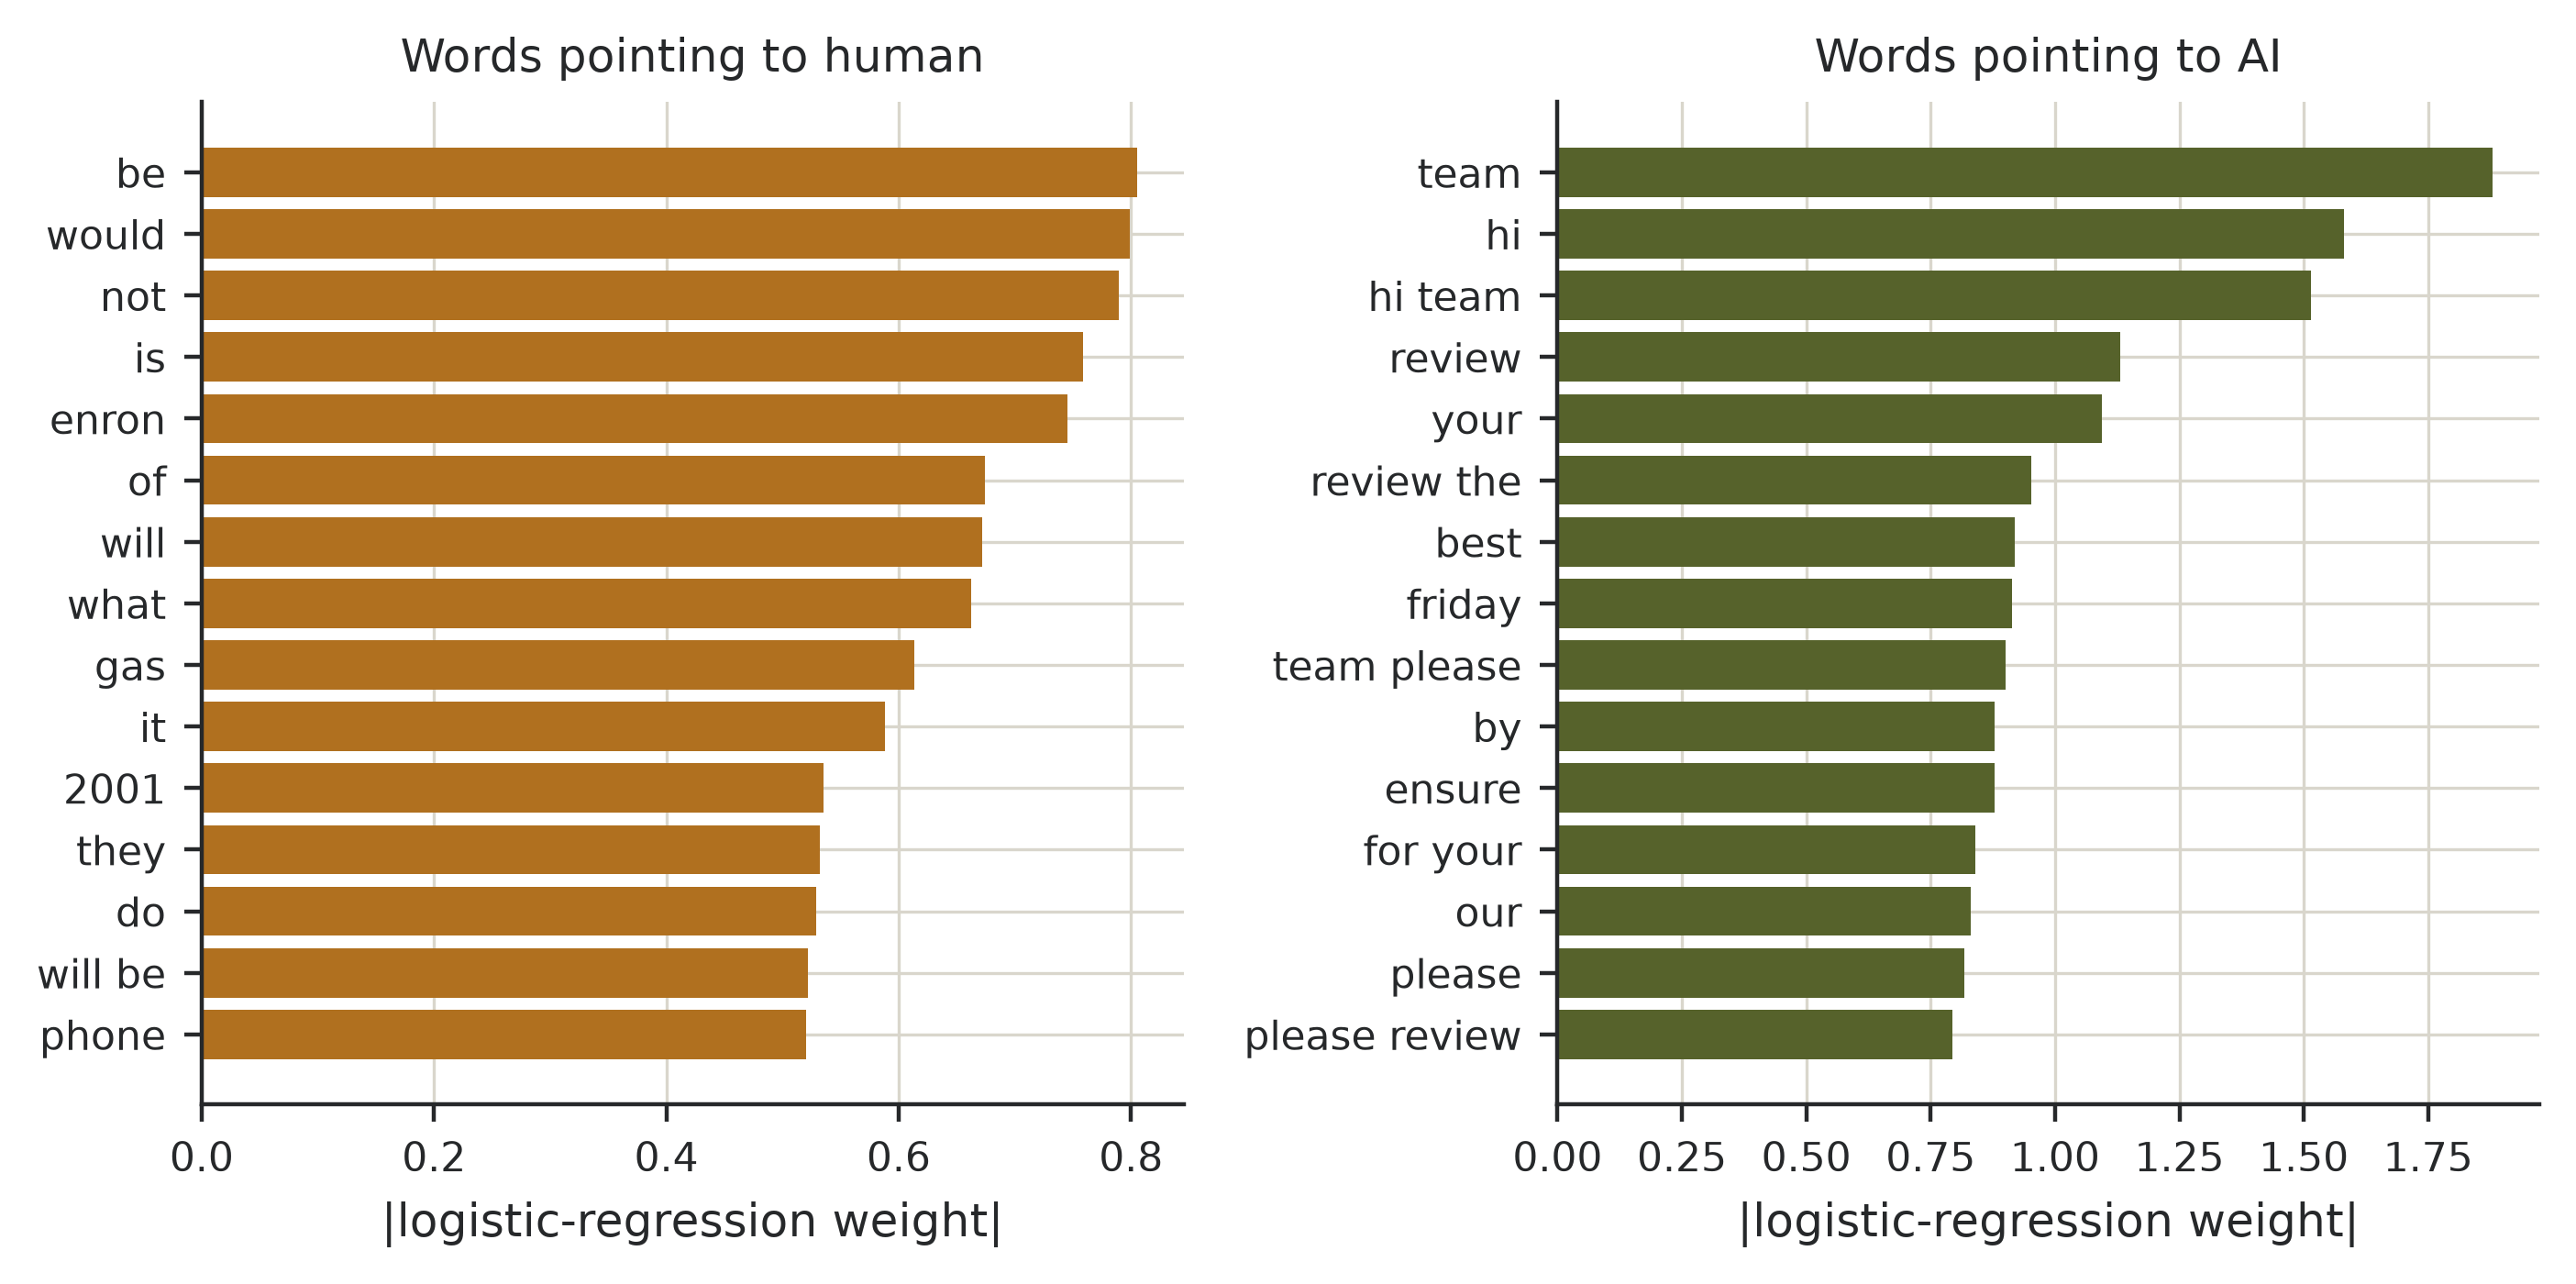 Words pointing to human
be
would
not
is
enron
of
will
what
gas
it
2001
they
do
will be
phone
0.0 0.2 0.4 0.6 0.8
|logistic-regression weight|
Words pointing to AI
team
hi
hi team
review
your
review the
best
friday
team please
by
ensure
for your
our
please
please review
0.00 0.25 0.50 0.75 1.00 1.25 1.50 1.75
|logistic-regression weight|